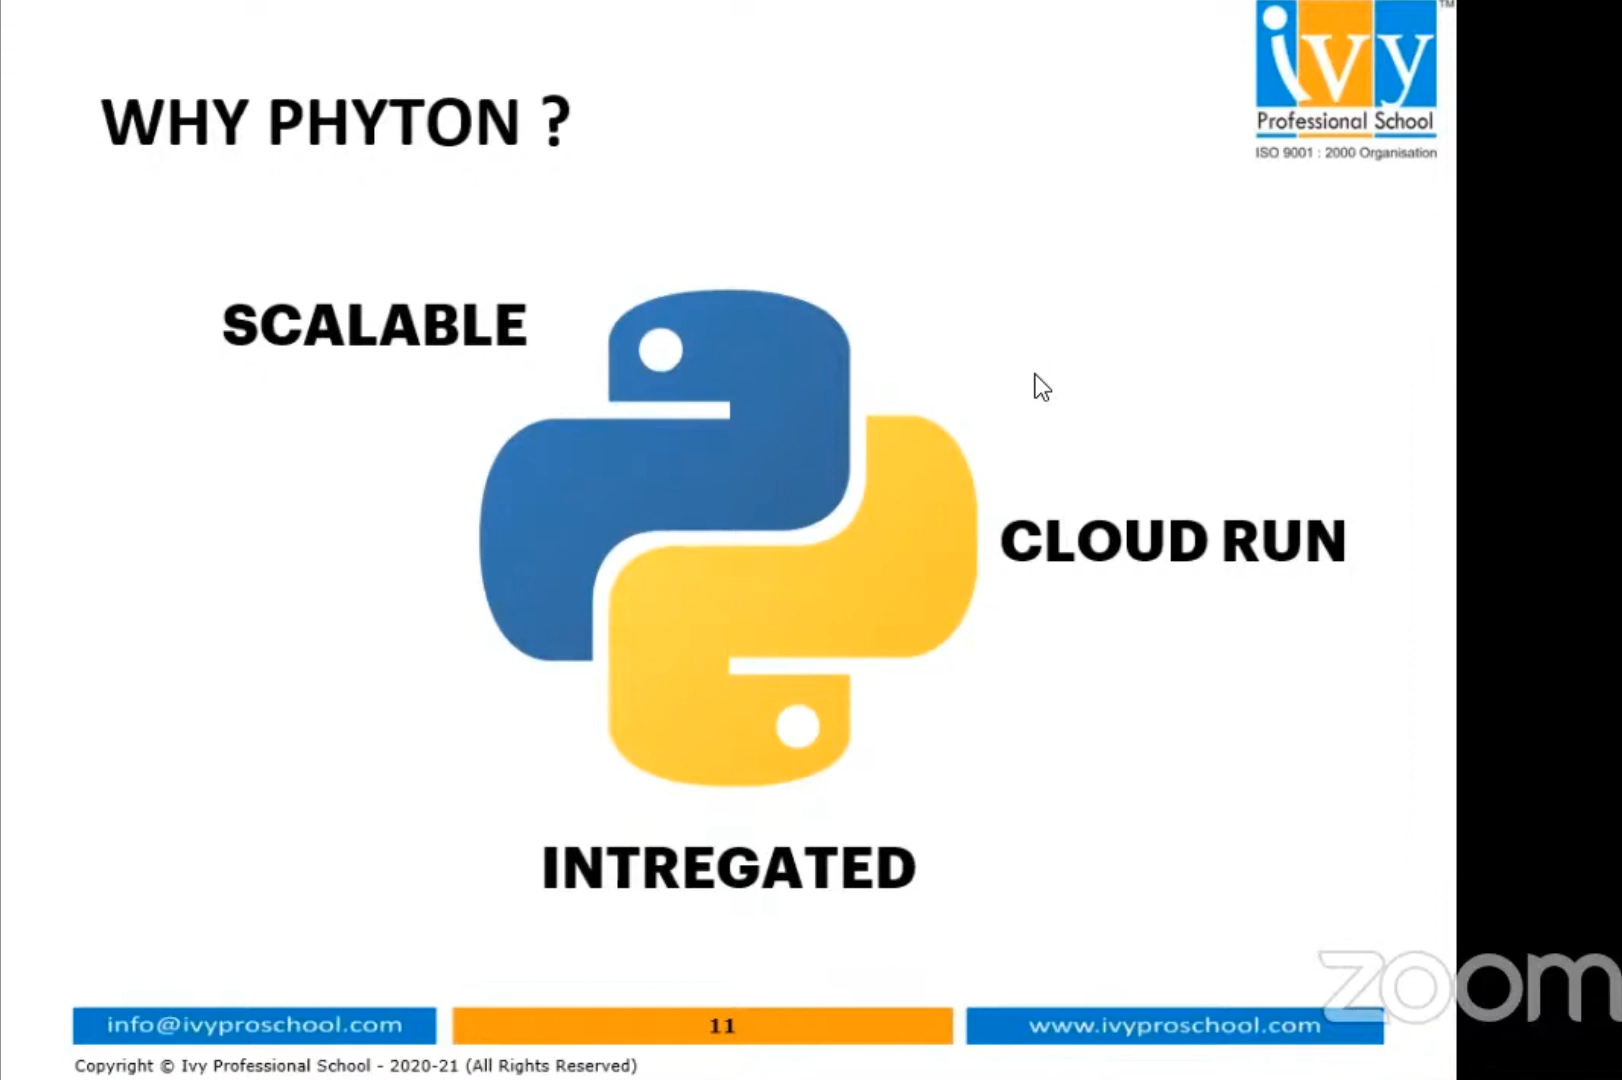 ivy
TM
Professional School
ISO 9001 : 2000 Organisation
WHY PHYTON ?
SCALABLE
CLOUD RUN
INTREGATED
zoom
info@ivyproschool.com
11
www.ivyproschool.com
Copyright © Ivy Professional School - 2020-21 (All Rights Reserved)